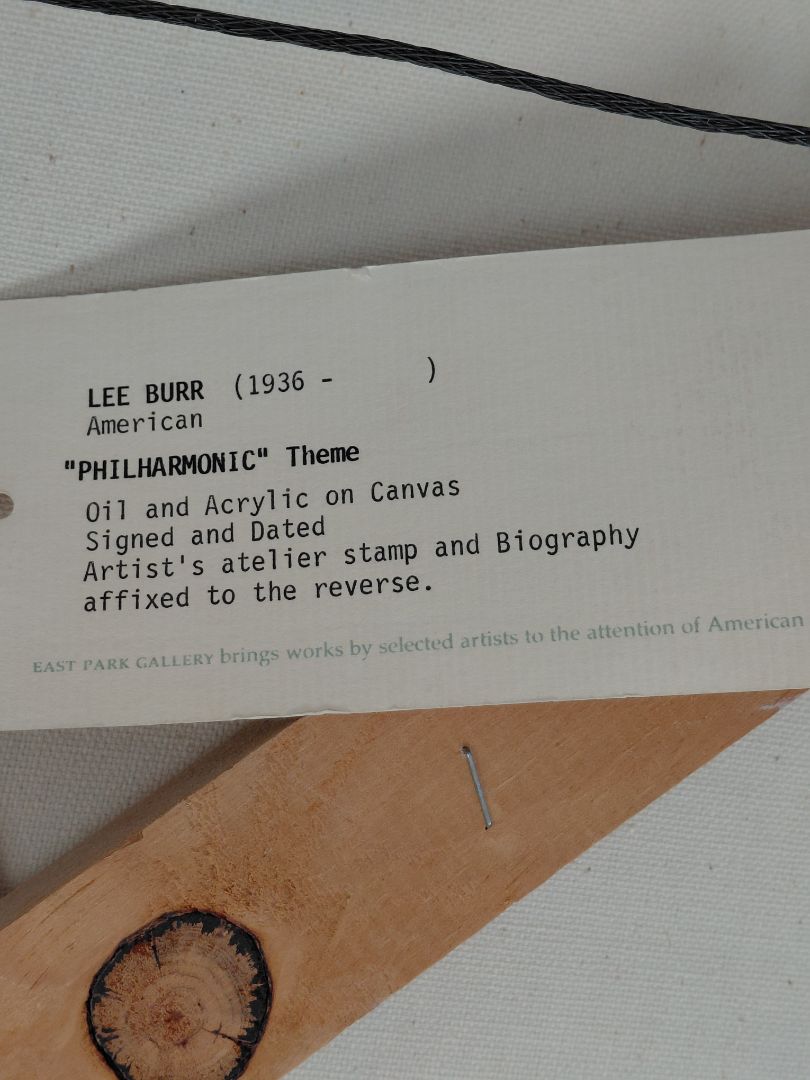 LEE BURR (1936 - )
American
"PHILHARMONIC" Theme
Oil and Acrylic on Canvas
Signed and Dated
Artist's atelier stamp and Biography
affixed to the reverse.
EAST PARK GALLERY brings works by selected artists to the attention of American